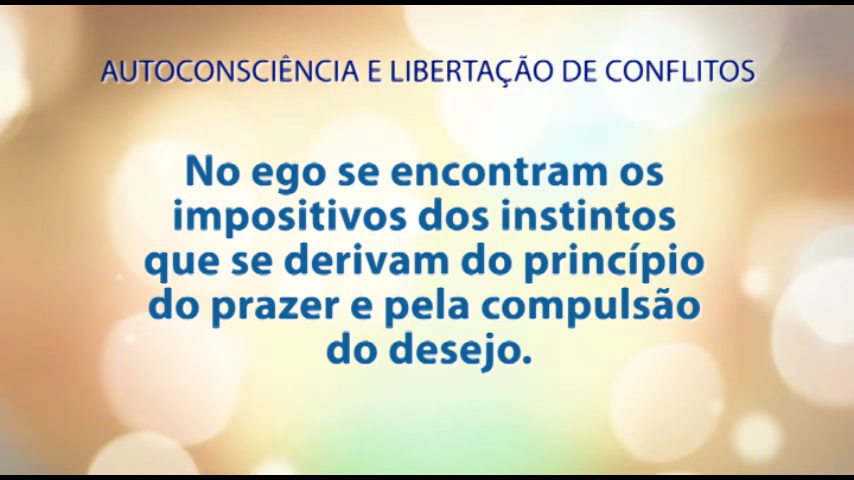 AUTOCONSCIÊNCIA E LIBERTAÇÃO DE CONFLITOS
No ego se encontram os
impositivos dos instintos
que se derivam do princípio
do prazer e pela compulsão
do desejo.